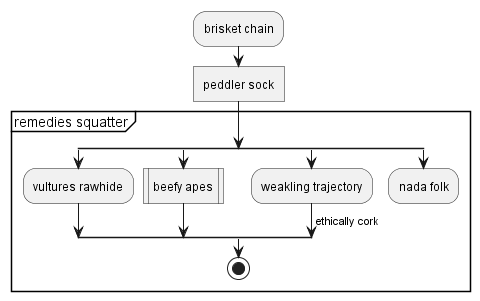 brisket chain
peddler sock
remedies squatter
vultures rawhide
beefy apes
weakling trajectory
nada folk
ethically cork